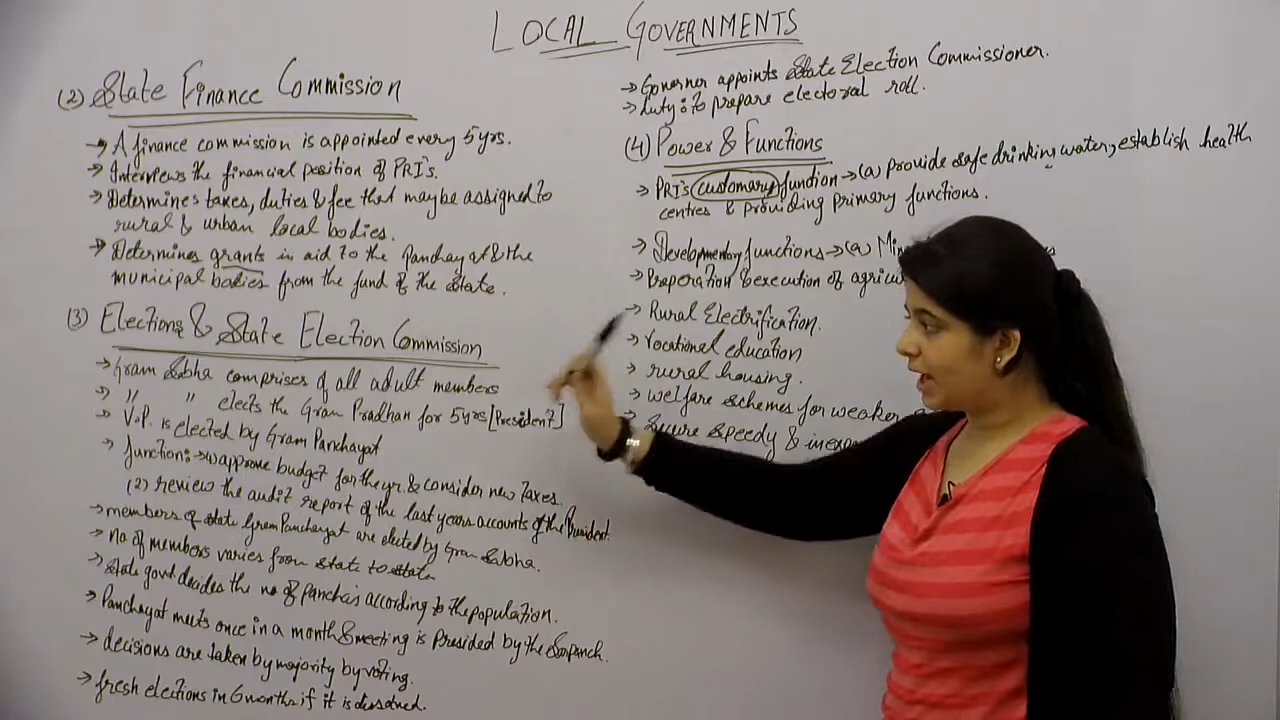 LOCAL GOVERNMENTS
(2) State Finance Commission
→ A finance commission is appointed every 5yrs.
→ Interviews the financial position of PRI's.
→ Determines taxes, duties & fee that may be assigned to
rural & urban local bodies.
→ Determines grants in aid to the Panchayat & the
municipal bodies from the fund of the state.
(3) Elections & State Election Commission
→ Gram Sabha comprises of all adult members
→ " " elects the Gram Pradhan for 5yrs [President]
→ V.P. is elected by Gram Panchayat
→ function:→ approve budget for the yr. & consider new taxes.
(2) review the audit report of the last years accounts of the President.
→ members of state Gram Panchayat are elected by Gram Sabha.
→ no of members varies from state to state
→ State govt decides the no of Panchais according to the population.
→ Panchayat meets once in a month & meeting is presided by the Sarpanch.
→ decisions are taken by majority by voting.
→ fresh elections in 6 months if it is dissolved.
→ Governor appoints State Election Commissioner.
→ duty: to prepare electoral roll.
(4) Power & Functions
→ PRI's customary function → (a) provide safe drinking water, establish health
centres & providing primary functions.
→ Developmentary functions → (a)
→ Preperation & execution of
→ Rural Electrification.
→ Vocational education
→ rural housing.
→ welfare schemes for weaker
→ Secure speedy &